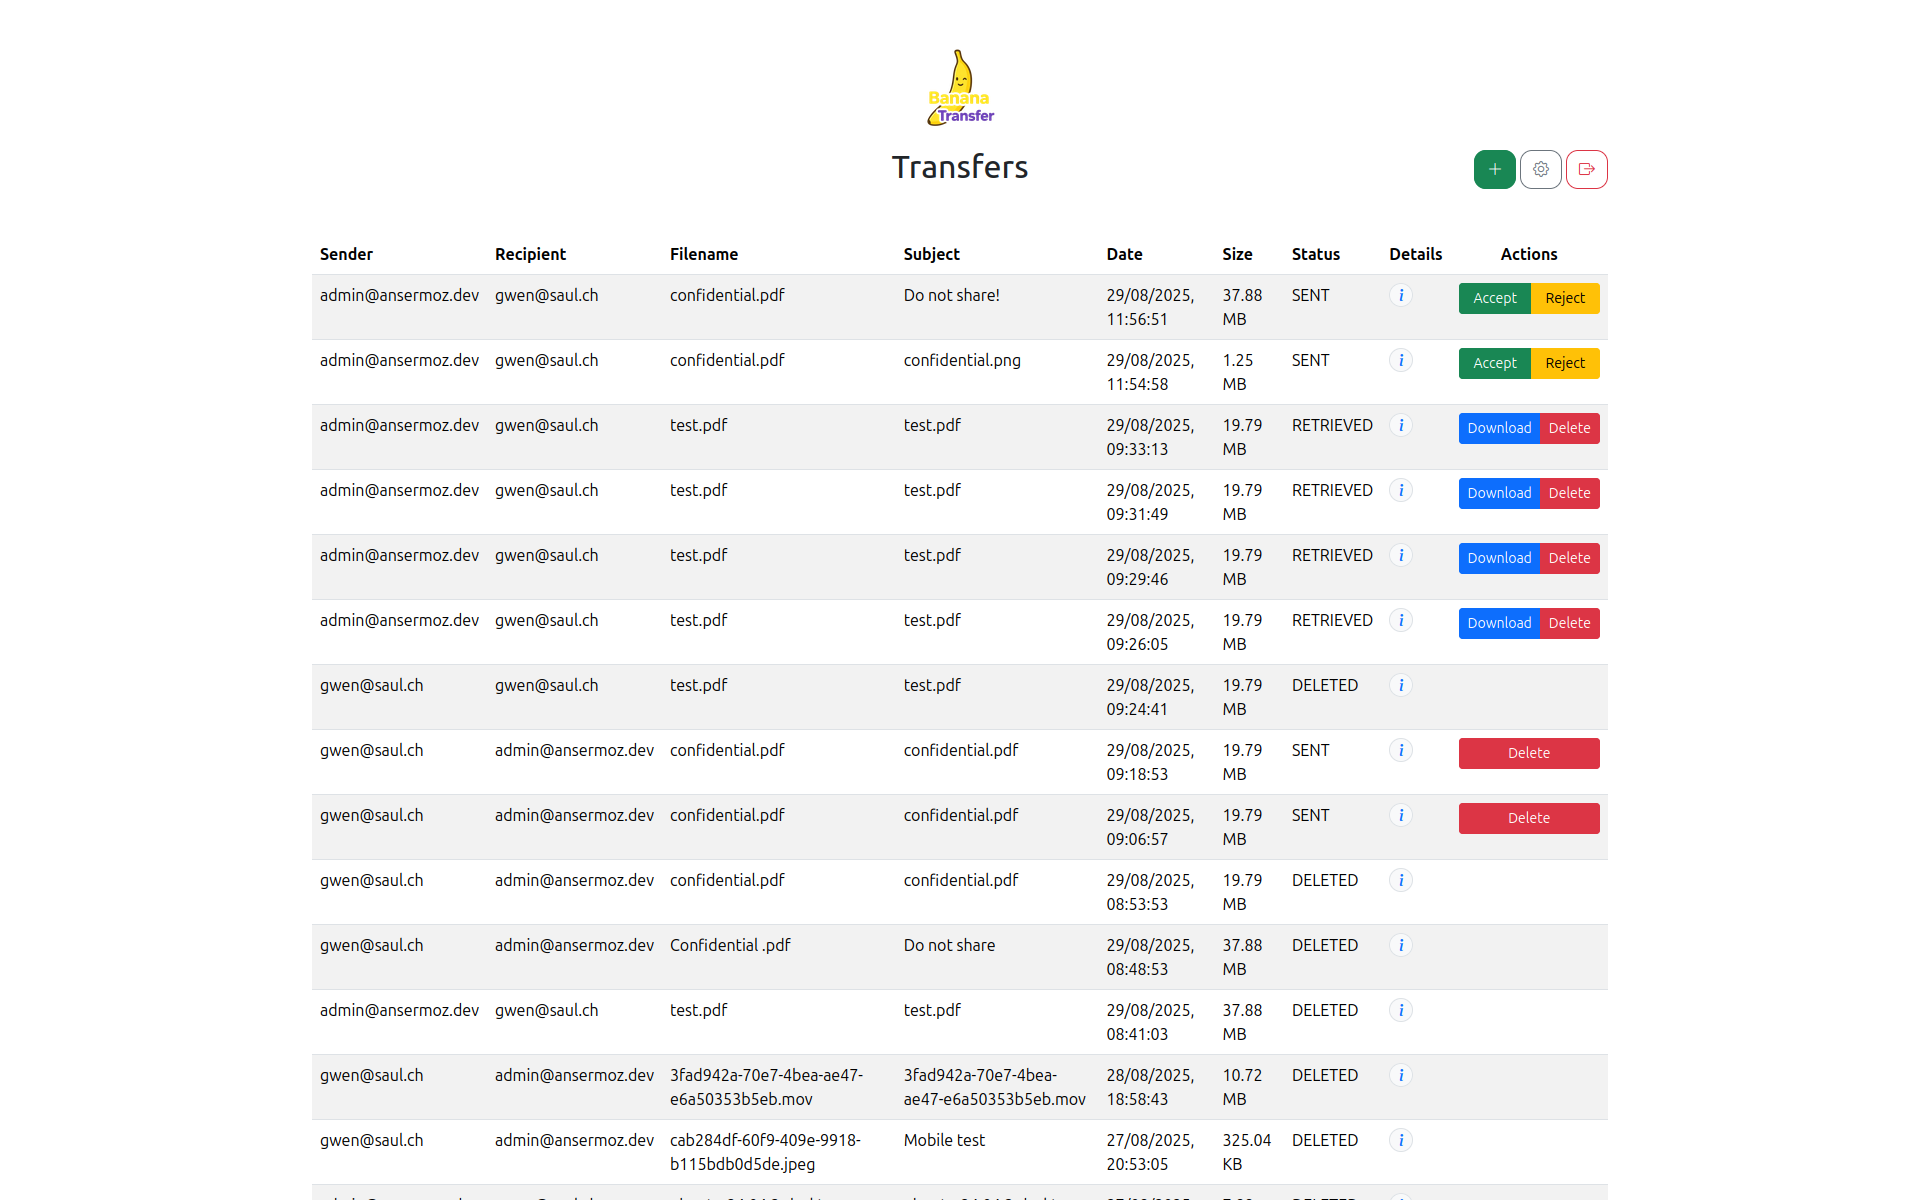 Banana
Transfer
Transfers
Sender Recipient Filename Subject Date Size Status Details Actions
admin@ansermoz.dev gwen@saul.ch confidential.pdf Do not share! 29/08/2025, 37.88 SENT i Accept Reject
11:56:51 MB
admin@ansermoz.dev gwen@saul.ch confidential.pdf confidential.png 29/08/2025, 1.25 SENT i Accept Reject
11:54:58 MB
admin@ansermoz.dev gwen@saul.ch test.pdf test.pdf 29/08/2025, 19.79 RETRIEVED i Download Delete
09:33:13 MB
admin@ansermoz.dev gwen@saul.ch test.pdf test.pdf 29/08/2025, 19.79 RETRIEVED i Download Delete
09:31:49 MB
admin@ansermoz.dev gwen@saul.ch test.pdf test.pdf 29/08/2025, 19.79 RETRIEVED i Download Delete
09:29:46 MB
admin@ansermoz.dev gwen@saul.ch test.pdf test.pdf 29/08/2025, 19.79 RETRIEVED i Download Delete
09:26:05 MB
gwen@saul.ch gwen@saul.ch test.pdf test.pdf 29/08/2025, 19.79 DELETED i
09:24:41 MB
gwen@saul.ch admin@ansermoz.dev confidential.pdf confidential.pdf 29/08/2025, 19.79 SENT i Delete
09:18:53 MB
gwen@saul.ch admin@ansermoz.dev confidential.pdf confidential.pdf 29/08/2025, 19.79 SENT i Delete
09:06:57 MB
gwen@saul.ch admin@ansermoz.dev confidential.pdf confidential.pdf 29/08/2025, 19.79 DELETED i
08:53:53 MB
gwen@saul.ch admin@ansermoz.dev Confidential .pdf Do not share 29/08/2025, 37.88 DELETED i
08:48:53 MB
admin@ansermoz.dev gwen@saul.ch test.pdf test.pdf 29/08/2025, 37.88 DELETED i
08:41:03 MB
gwen@saul.ch admin@ansermoz.dev 3fad942a-70e7-4bea-ae47- 3fad942a-70e7-4bea- 28/08/2025, 10.72 DELETED i
e6a50353b5eb.mov ae47-e6a50353b5eb.mov 18:58:43 MB
gwen@saul.ch admin@ansermoz.dev cab284df-60f9-409e-9918- Mobile test 27/08/2025, 325.04 DELETED i
b115bdb0d5de.jpeg 20:53:05 KB